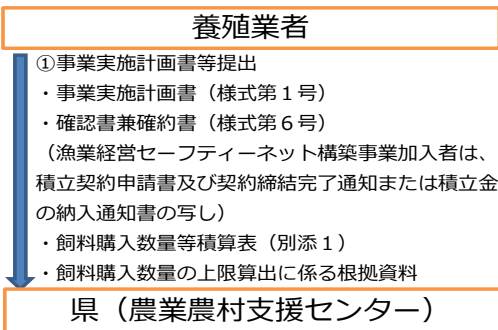 養殖業者
①事業実施計画書等提出
・事業実施計画書（様式第１号）
・確認書兼確約書（様式第６号）
（漁業経営セーフティーネット構築事業加入者は、
積立契約申請書及び契約締結完了通知または積立金
の納入通知書の写し）
・飼料購入数量等積算表（別添１）
・飼料購入数量の上限算出に係る根拠資料
県（農業農村支援センター）